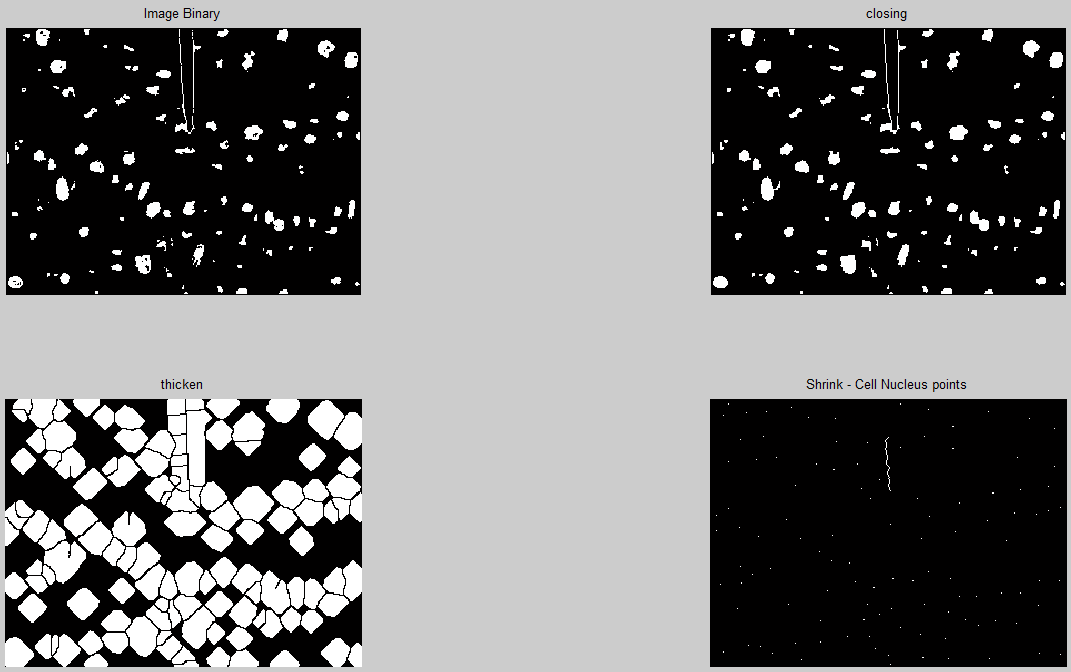 Image Binary
closing
thicken
Shrink - Cell Nucleus points